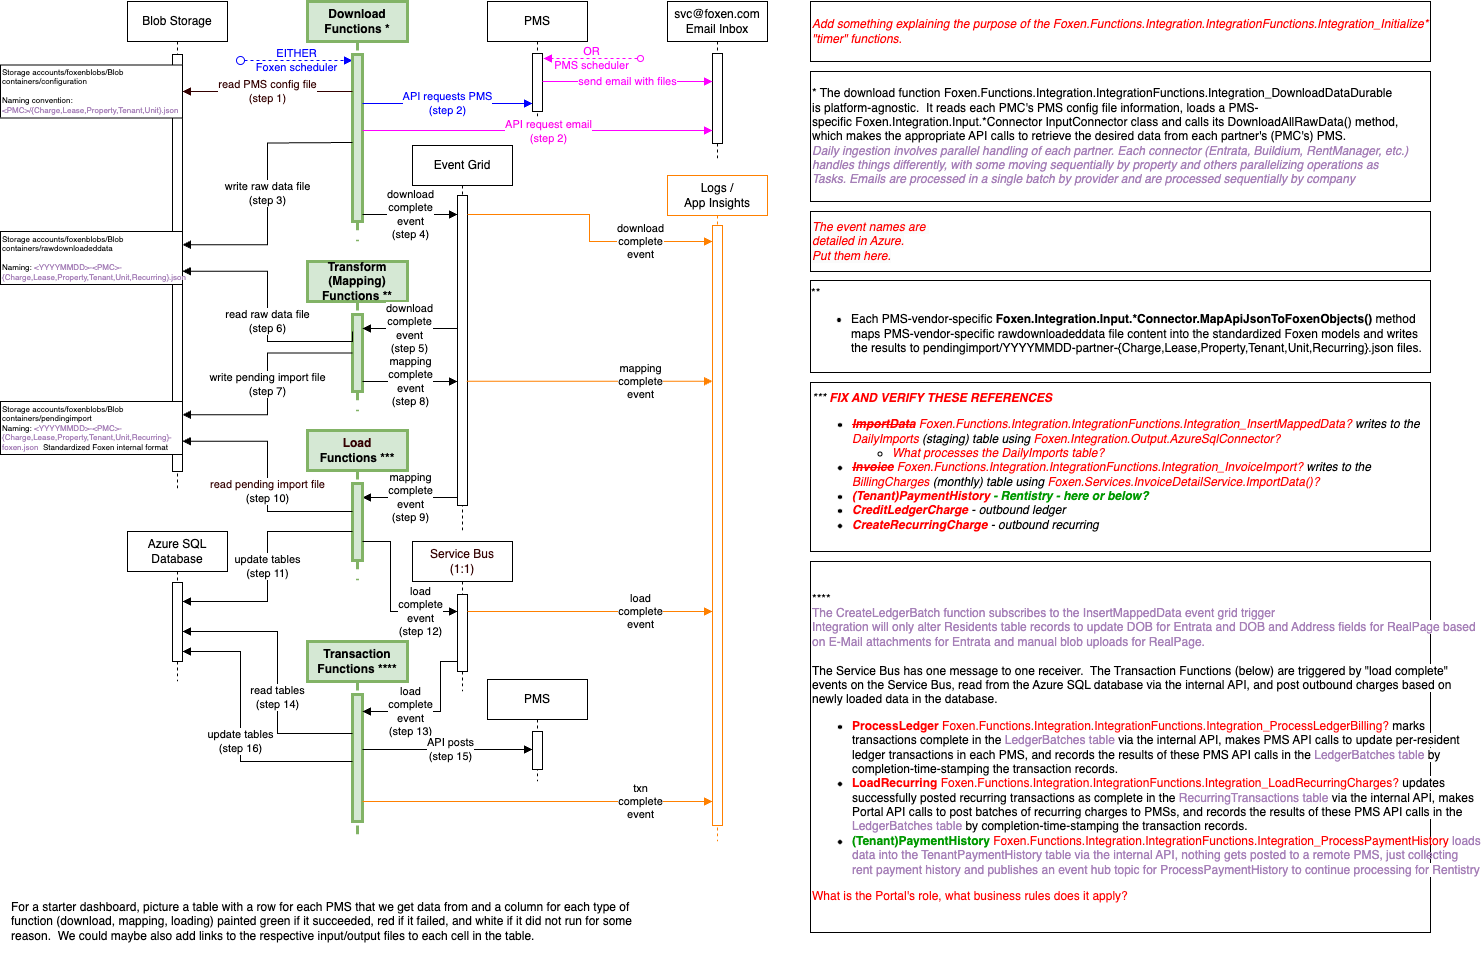 Blob Storage
Download
Functions *
PMS
svc@foxen.com
Email Inbox
EITHER
Foxen scheduler
OR
PMS scheduler
send email with files
Storage accounts/foxenblobs/Blob
containers/configuration
Naming convention:
<PMC>/{Charge,Lease,Property,Tenant,Unit}.json
read PMS config file
(step 1)
API requests PMS
(step 2)
API request email
(step 2)
Event Grid
write raw data file
(step 3)
download
complete
event
(step 4)
Logs /
App Insights
download
complete
event
Storage accounts/foxenblobs/Blob
containers/rawdownloadeddata
Naming: <YYYYMMDD>-<PMC>-
{Charge,Lease,Property,Tenant,Unit,Recurring}.json
Transform
(Mapping)
Functions **
read raw data file
(step 6)
download
complete
event
(step 5)
write pending import file
(step 7)
mapping
complete
event
(step 8)
mapping
complete
event
Storage accounts/foxenblobs/Blob
containers/pendingimport
Naming: <YYYYMMDD>-<PMC>-
{Charge,Lease,Property,Tenant,Unit,Recurring}-
foxen.json  Standardized Foxen internal format
Load
Functions ***
read pending import file
(step 10)
mapping
complete
event
(step 9)
Azure SQL
Database
update tables
(step 11)
Service Bus
(1:1)
load
complete
event
(step 12)
load
complete
event
Transaction
Functions ****
read tables
(step 14)
load
complete
event
(step 13)
PMS
update tables
(step 16)
API posts
(step 15)
txn
complete
event
For a starter dashboard, picture a table with a row for each PMS that we get data from and a column for each type of
function (download, mapping, loading) painted green if it succeeded, red if it failed, and white if it did not run for some
reason.  We could maybe also add links to the respective input/output files to each cell in the table.
Add something explaining the purpose of the Foxen.Functions.Integration.IntegrationFunctions.Integration_Initialize*
"timer" functions.
* The download function Foxen.Functions.Integration.IntegrationFunctions.Integration_DownloadDataDurable
is platform-agnostic.  It reads each PMC's PMS config file information, loads a PMS-
specific Foxen.Integration.Input.*Connector InputConnector class and calls its DownloadAllRawData() method,
which makes the appropriate API calls to retrieve the desired data from each partner's (PMC's) PMS.
Daily ingestion involves parallel handling of each partner. Each connector (Entrata, Buildium, RentManager, etc.)
handles things differently, with some moving sequentially by property and others parallelizing operations as
Tasks. Emails are processed in a single batch by provider and are processed sequentially by company
The event names are
detailed in Azure.
Put them here.
**
• Each PMS-vendor-specific Foxen.Integration.Input.*Connector.MapApiJsonToFoxenObjects() method
maps PMS-vendor-specific rawdownloadeddata file content into the standardized Foxen models and writes
the results to pendingimport/YYYYMMDD-partner-{Charge,Lease,Property,Tenant,Unit,Recurring}.json files.
*** FIX AND VERIFY THESE REFERENCES
• ImportData Foxen.Functions.Integration.IntegrationFunctions.Integration_InsertMappedData? writes to the
DailyImports (staging) table using Foxen.Integration.Output.AzureSqlConnector?
◦ What processes the DailyImports table?
• Invoice Foxen.Functions.Integration.IntegrationFunctions.Integration_InvoiceImport? writes to the
BillingCharges (monthly) table using Foxen.Services.InvoiceDetailService.ImportData()?
• (Tenant)PaymentHistory - Rentistry - here or below?
• CreditLedgerCharge - outbound ledger
• CreateRecurringCharge - outbound recurring
****
The CreateLedgerBatch function subscribes to the InsertMappedData event grid trigger
Integration will only alter Residents table records to update DOB for Entrata and DOB and Address fields for RealPage based
on E-Mail attachments for Entrata and manual blob uploads for RealPage.
The Service Bus has one message to one receiver.  The Transaction Functions (below) are triggered by "load complete"
events on the Service Bus, read from the Azure SQL database via the internal API, and post outbound charges based on
newly loaded data in the database.
• ProcessLedger Foxen.Functions.Integration.IntegrationFunctions.Integration_ProcessLedgerBilling? marks
transactions complete in the LedgerBatches table via the internal API, makes PMS API calls to update per-resident
ledger transactions in each PMS, and records the results of these PMS API calls in the LedgerBatches table by
completion-time-stamping the transaction records.
• LoadRecurring Foxen.Functions.Integration.IntegrationFunctions.Integration_LoadRecurringCharges? updates
successfully posted recurring transactions as complete in the RecurringTransactions table via the internal API, makes
Portal API calls to post batches of recurring charges to PMSs, and records the results of these PMS API calls in the
LedgerBatches table by completion-time-stamping the transaction records.
• (Tenant)PaymentHistory Foxen.Functions.Integration.IntegrationFunctions.Integration_ProcessPaymentHistory loads
data into the TenantPaymentHistory table via the internal API, nothing gets posted to a remote PMS, just collecting
rent payment history and publishes an event hub topic for ProcessPaymentHistory to continue processing for Rentistry
What is the Portal's role, what business rules does it apply?